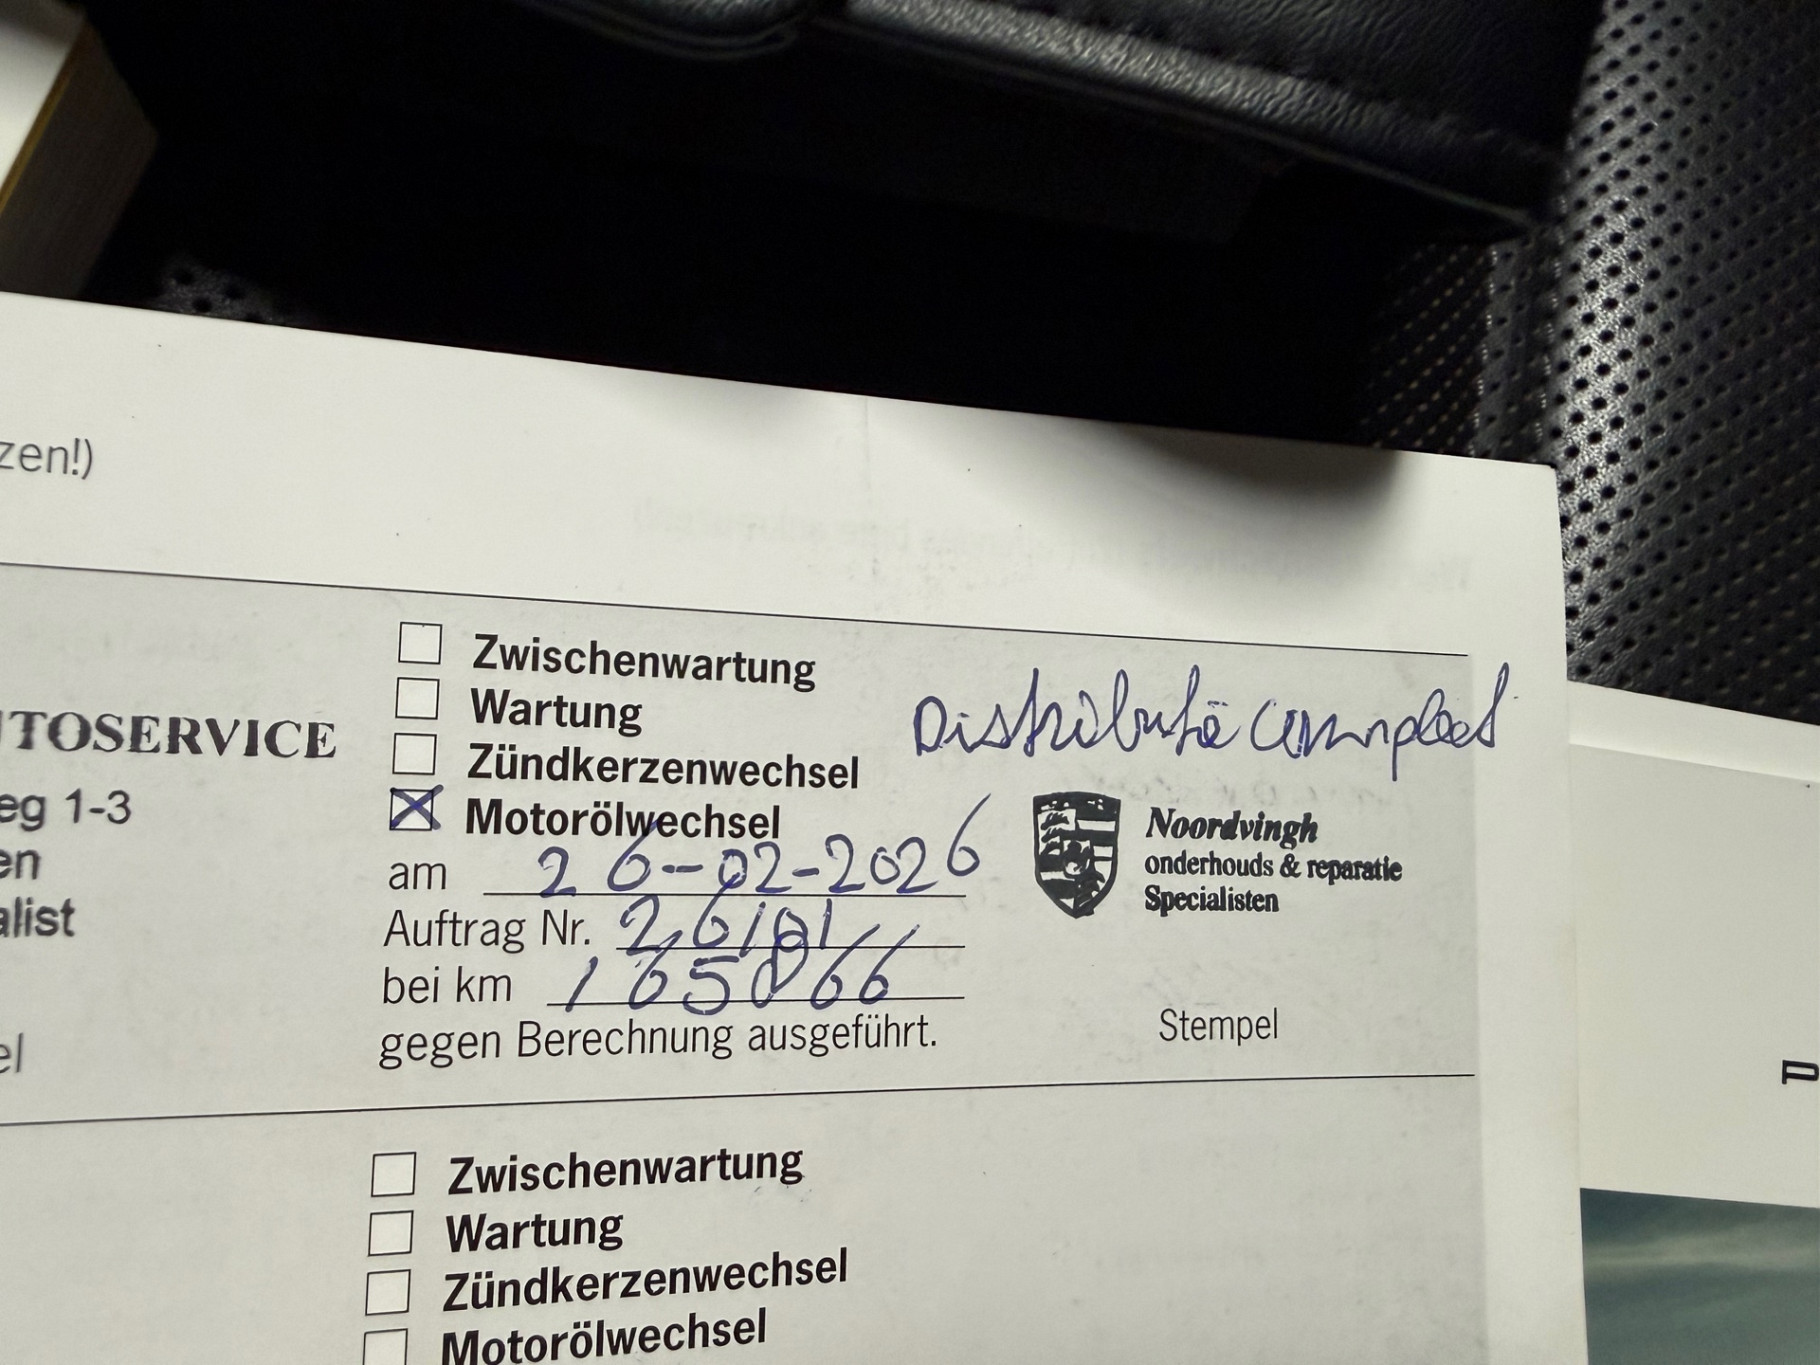 zen!)
Zwischenwartung
Wartung
Zündkerzenwechsel
Motorölwechsel
am 26-02-2026
Auftrag Nr. 26101
bei km 165066
gegen Berechnung ausgeführt.
TOSERVICE
eg 1-3
en
alist
el
Distributie compleet
Noordvingh
onderhouds & reparatie
Specialisten
Stempel
Zwischenwartung
Wartung
Zündkerzenwechsel
Motorölwechsel
P